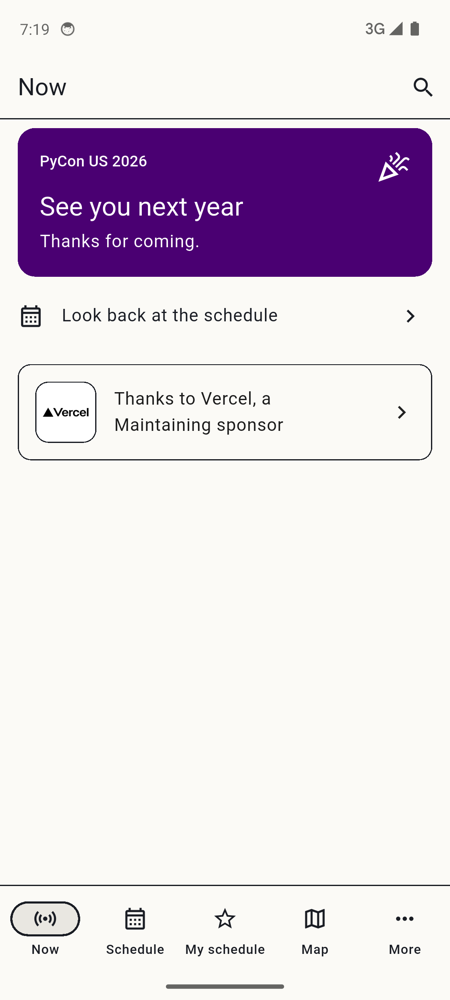 7:19
3G
Now
PyCon US 2026
See you next year
Thanks for coming.
Look back at the schedule
Vercel
Thanks to Vercel, a
Maintaining sponsor
Now
Schedule
My schedule
Map
More